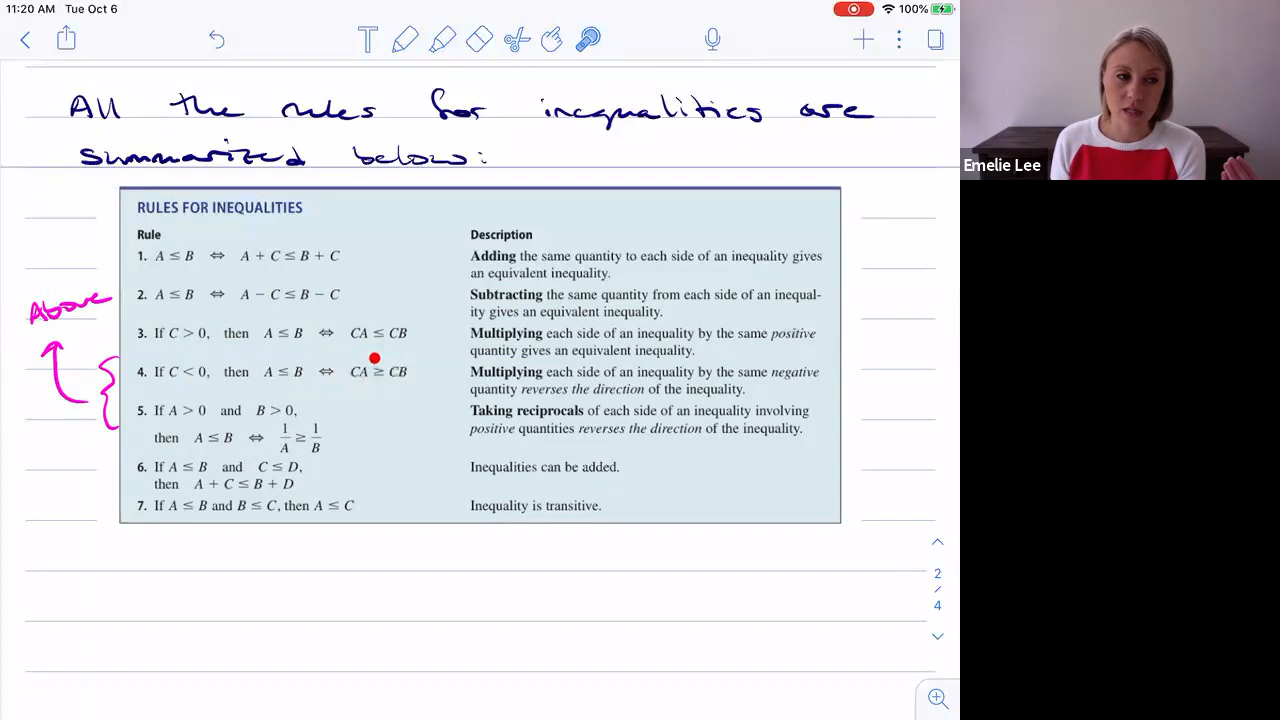 11:20 AM Tue Oct 6
100%
All the rules for inequalities are
summarized below:
Emelie Lee
RULES FOR INEQUALITIES
Rule Description
1. A ≤ B ⇔ A + C ≤ B + C Adding the same quantity to each side of an inequality gives
an equivalent inequality.
2. A ≤ B ⇔ A − C ≤ B − C Subtracting the same quantity from each side of an inequal-
ity gives an equivalent inequality.
Above
3. If C > 0, then A ≤ B ⇔ CA ≤ CB Multiplying each side of an inequality by the same positive
quantity gives an equivalent inequality.
4. If C < 0, then A ≤ B ⇔ CA ≥ CB Multiplying each side of an inequality by the same negative
quantity reverses the direction of the inequality.
5. If A > 0 and B > 0, Taking reciprocals of each side of an inequality involving
positive quantities reverses the direction of the inequality.
then A ≤ B ⇔ 1/A ≥ 1/B
6. If A ≤ B and C ≤ D, Inequalities can be added.
then A + C ≤ B + D
7. If A ≤ B and B ≤ C, then A ≤ C Inequality is transitive.
2
/
4